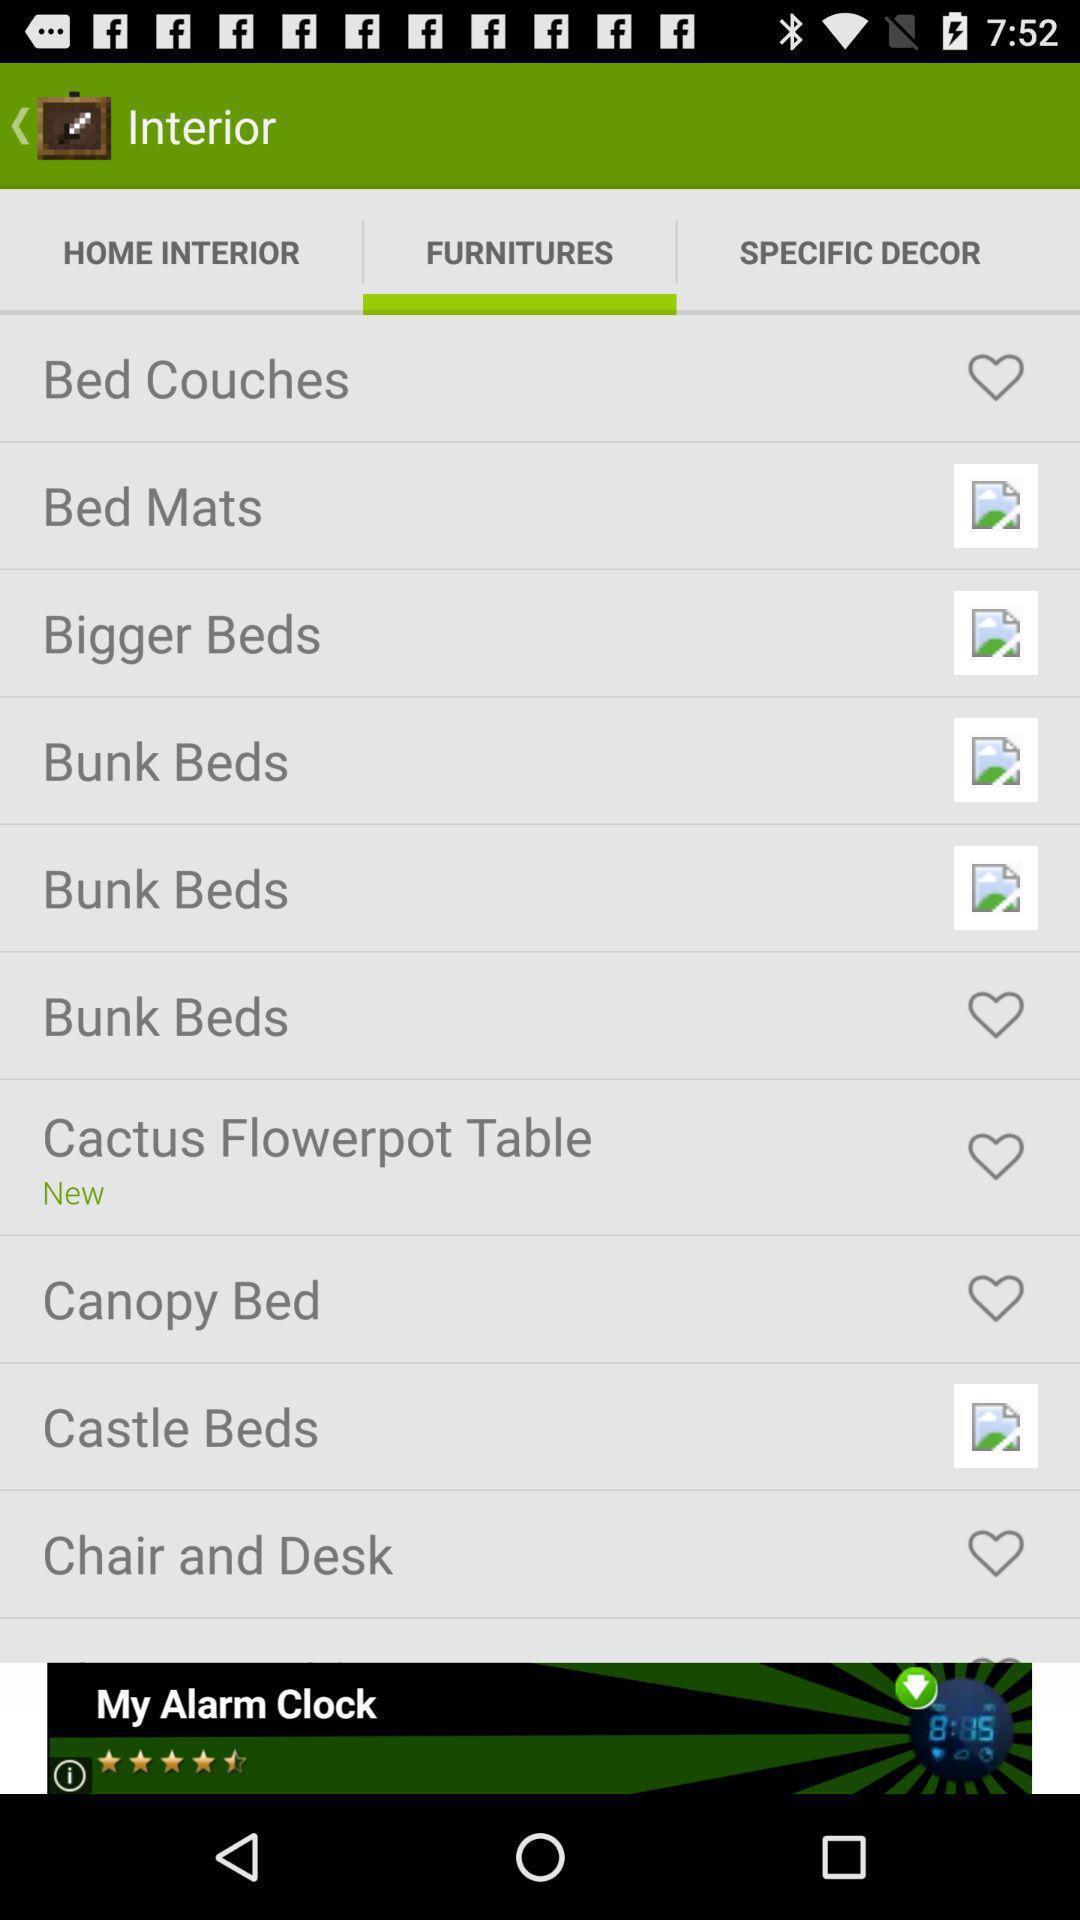 7:52
Interior
HOME INTERIOR
FURNITURES
SPECIFIC DECOR
Bed Couches
Bed Mats
Bigger Beds
Bunk Beds
Bunk Beds
Bunk Beds
Cactus Flowerpot Table
New
Canopy Bed
Castle Beds
Chair and Desk
My Alarm Clock
8:15